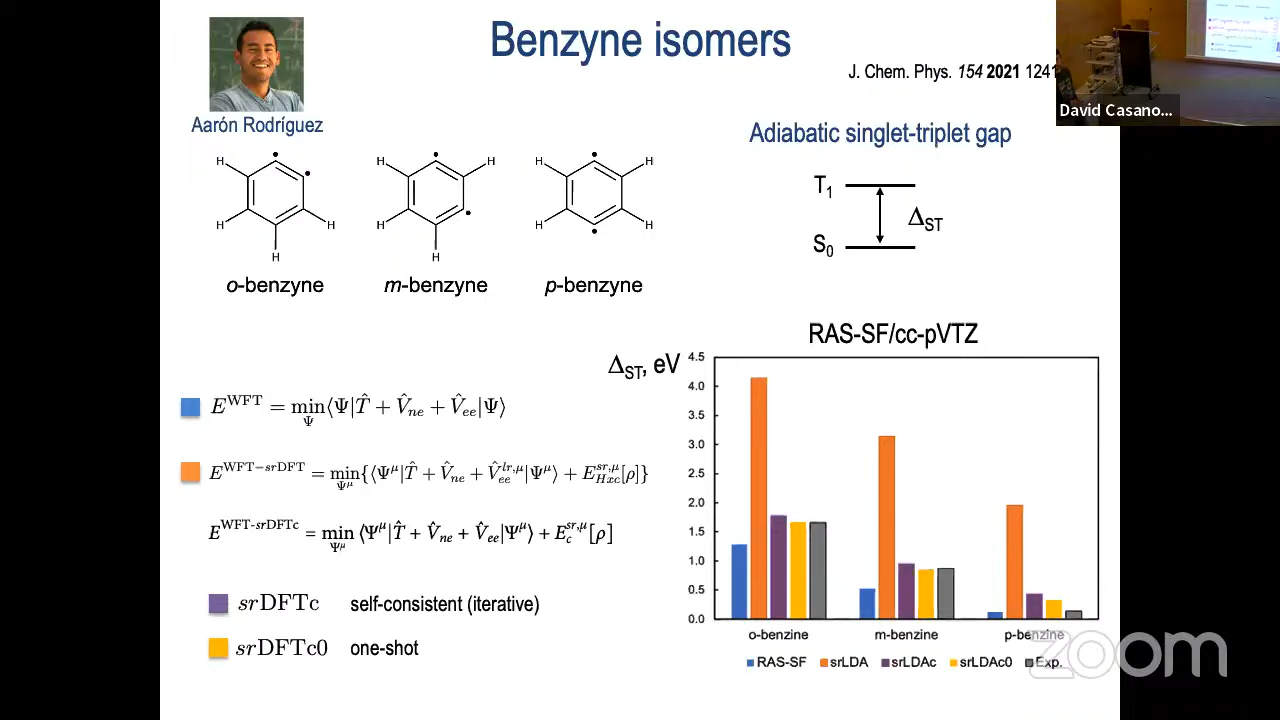 Benzyne isomers
J. Chem. Phys. 154 2021 1241
David Casano...
Aarón Rodríguez
Adiabatic singlet-triplet gap
H H H H
H H H H H
T₁
S₀
Δ_ST
H H
o-benzyne m-benzyne p-benzyne
RAS-SF/cc-pVTZ
Δ_ST, eV
4.5
4.0
3.5
3.0
2.5
2.0
1.5
1.0
0.5
0.0
E^WFT = min_Ψ ⟨Ψ|T̂ + V̂_ne + V̂_ee|Ψ⟩
E^WFT−srDFT = min_Ψ^μ {⟨Ψ^μ|T̂ + V̂_ne + V̂_ee^lr,μ|Ψ^μ⟩ + E_Hxc^sr,μ[ρ]}
E^WFT-srDFTc = min_Ψ^μ ⟨Ψ^μ|T̂ + V̂_ne + V̂_ee|Ψ^μ⟩ + E_c^sr,μ[ρ]
srDFTc self-consistent (iterative)
srDFTc0 one-shot
o-benzine m-benzine p-benzine
RAS-SF srLDA srLDAc srLDAc0 Exp.
zoom